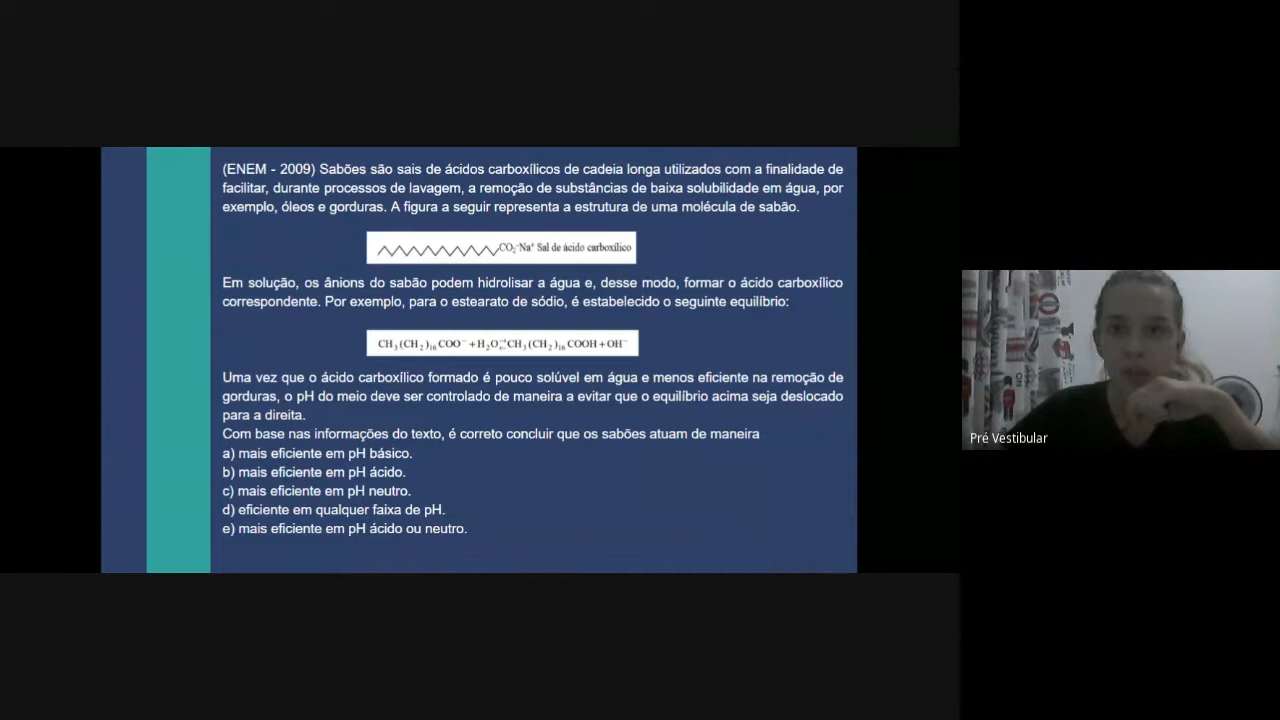 (ENEM - 2009) Sabões são sais de ácidos carboxílicos de cadeia longa utilizados com a finalidade de
facilitar, durante processos de lavagem, a remoção de substâncias de baixa solubilidade em água, por
exemplo, óleos e gorduras. A figura a seguir representa a estrutura de uma molécula de sabão.
CO₂⁻Na⁺ Sal de ácido carboxílico
Em solução, os ânions do sabão podem hidrolisar a água e, desse modo, formar o ácido carboxílico
correspondente. Por exemplo, para o estearato de sódio, é estabelecido o seguinte equilíbrio:
CH₃(CH₂)₁₆COO⁻ + H₂O ⇌ CH₃(CH₂)₁₆COOH + OH⁻
Uma vez que o ácido carboxílico formado é pouco solúvel em água e menos eficiente na remoção de
gorduras, o pH do meio deve ser controlado de maneira a evitar que o equilíbrio acima seja deslocado
para a direita.
Com base nas informações do texto, é correto concluir que os sabões atuam de maneira
a) mais eficiente em pH básico.
b) mais eficiente em pH ácido.
c) mais eficiente em pH neutro.
d) eficiente em qualquer faixa de pH.
e) mais eficiente em pH ácido ou neutro.
Pré Vestibular